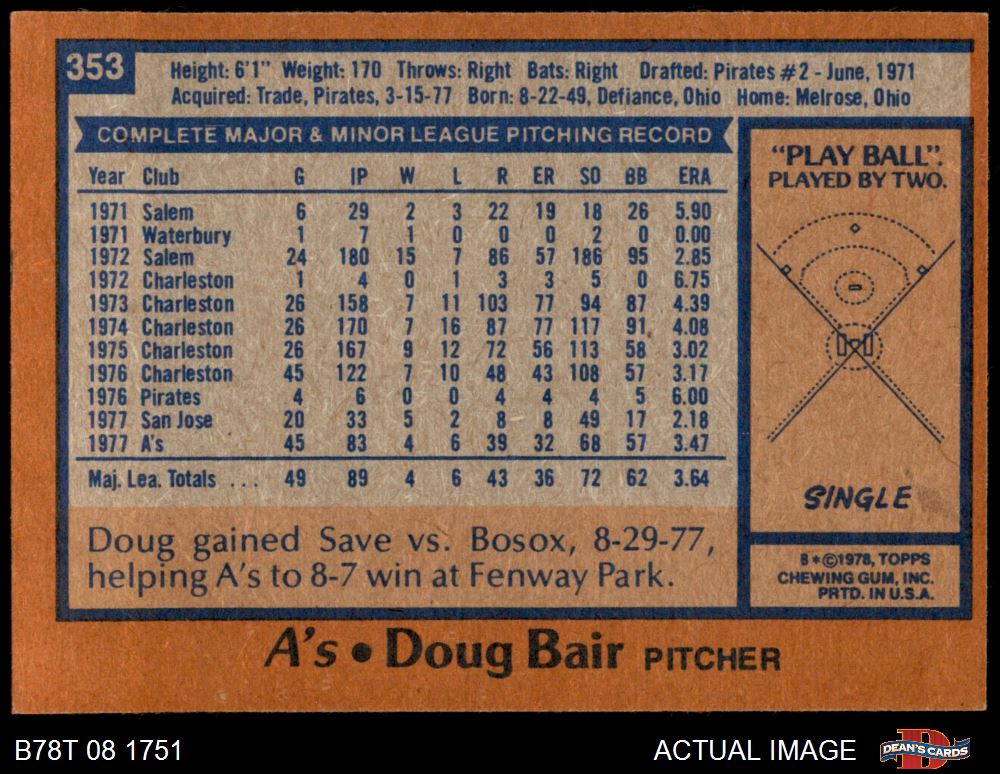 353
Height: 6'1" Weight: 170 Throws: Right Bats: Right Drafted: Pirates #2 - June, 1971
Acquired: Trade, Pirates, 3-15-77 Born: 8-22-49, Defiance, Ohio Home: Melrose, Ohio
COMPLETE MAJOR & MINOR LEAGUE PITCHING RECORD
Year Club G IP W L R ER SO BB ERA
1971 Salem 6 29 2 3 22 19 18 26 5.90
1971 Waterbury 1 7 1 0 0 0 2 0 0.00
1972 Salem 24 180 15 7 86 57 186 95 2.85
1972 Charleston 1 4 0 1 3 3 5 0 6.75
1973 Charleston 26 158 7 11 103 77 94 87 4.39
1974 Charleston 26 170 7 16 87 77 117 91 4.08
1975 Charleston 26 167 9 12 72 56 113 58 3.02
1976 Charleston 45 122 7 10 48 43 108 57 3.17
1976 Pirates 4 6 0 0 4 4 4 5 6.00
1977 San Jose 20 33 5 2 8 8 49 17 2.18
1977 A's 45 83 4 6 39 32 68 57 3.47
Maj. Lea. Totals ... 49 89 4 6 43 36 72 62 3.64
Doug gained Save vs. Bosox, 8-29-77,
helping A's to 8-7 win at Fenway Park.
"PLAY BALL".
PLAYED BY TWO.
SINGLE
B*©1978, TOPPS
CHEWING GUM, INC.
PRTD. IN U.S.A.
A's • Doug Bair PITCHER
B78T 08 1751
ACTUAL IMAGE
DEAN'S CARDS